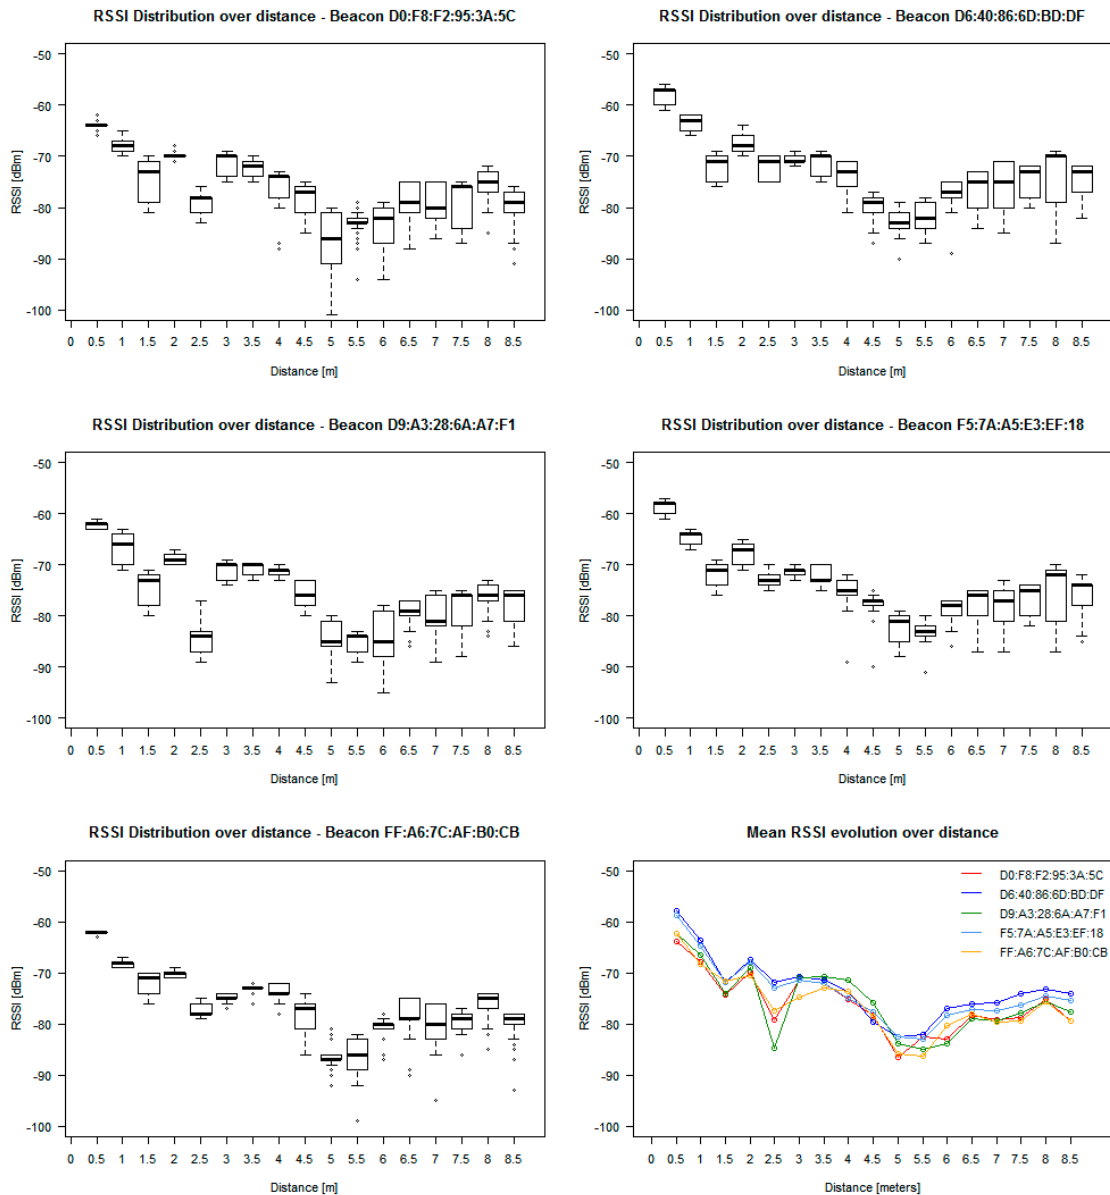 RSSI Distribution over distance - Beacon D0:F8:F2:95:3A:5C
RSSI [dBm]
-50
-60
-70
-80
-90
-100
0 0.5 1 1.5 2 2.5 3 3.5 4 4.5 5 5.5 6 6.5 7 7.5 8 8.5
Distance [m]
RSSI Distribution over distance - Beacon D6:40:86:6D:BD:DF
RSSI [dBm]
-50
-60
-70
-80
-90
-100
0 0.5 1 1.5 2 2.5 3 3.5 4 4.5 5 5.5 6 6.5 7 7.5 8 8.5
Distance [m]
RSSI Distribution over distance - Beacon D9:A3:28:6A:A7:F1
RSSI [dBm]
-50
-60
-70
-80
-90
-100
0 0.5 1 1.5 2 2.5 3 3.5 4 4.5 5 5.5 6 6.5 7 7.5 8 8.5
Distance [m]
RSSI Distribution over distance - Beacon F5:7A:A5:E3:EF:18
RSSI [dBm]
-50
-60
-70
-80
-90
-100
0 0.5 1 1.5 2 2.5 3 3.5 4 4.5 5 5.5 6 6.5 7 7.5 8 8.5
Distance [m]
RSSI Distribution over distance - Beacon FF:A6:7C:AF:B0:CB
RSSI [dBm]
-50
-60
-70
-80
-90
-100
0 0.5 1 1.5 2 2.5 3 3.5 4 4.5 5 5.5 6 6.5 7 7.5 8 8.5
Distance [m]
Mean RSSI evolution over distance
RSSI [dBm]
-50
-60
-70
-80
-90
-100
D0:F8:F2:95:3A:5C
D6:40:86:6D:BD:DF
D9:A3:28:6A:A7:F1
F5:7A:A5:E3:EF:18
FF:A6:7C:AF:B0:CB
0 0.5 1 1.5 2 2.5 3 3.5 4 4.5 5 5.5 6 6.5 7 7.5 8 8.5
Distance [meters]